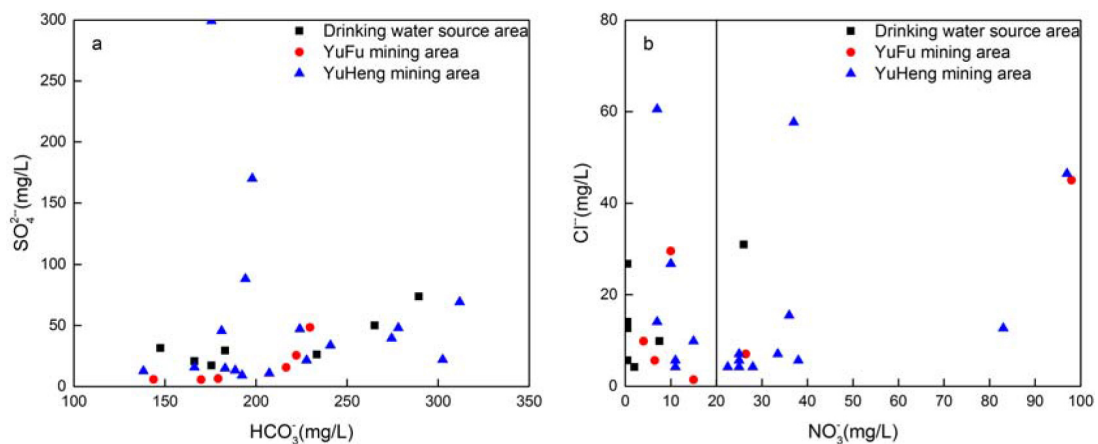 a
Drinking water source area
YuFu mining area
YuHeng mining area
300
250
200
150
100
50
0
SO₄²⁻(mg/L)
100 150 200 250 300 350
HCO₃⁻(mg/L)
b
Drinking water source area
YuFu mining area
YuHeng mining area
80
60
40
20
0
Cl⁻(mg/L)
0 10 20 30 40 50 60 70 80 90 100
NO₃⁻(mg/L)